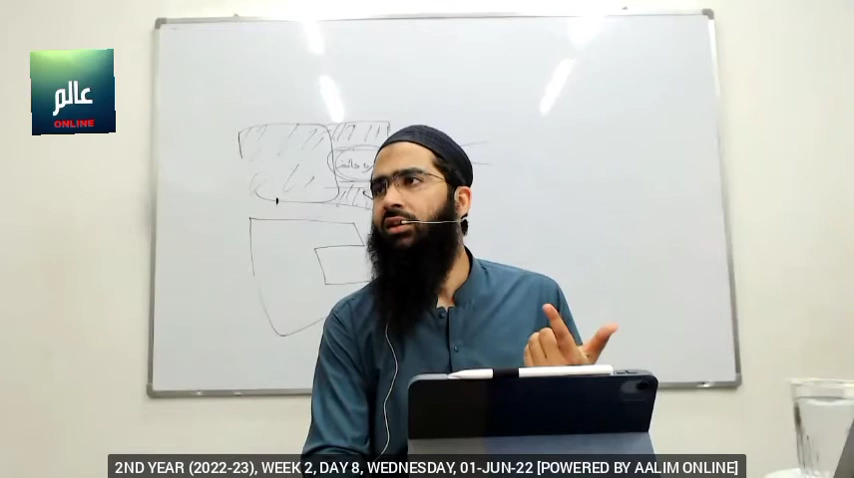 عالم
ONLINE
2ND YEAR (2022-23), WEEK 2, DAY 8, WEDNESDAY, 01-JUN-22 [POWERED BY AALIM ONLINE]